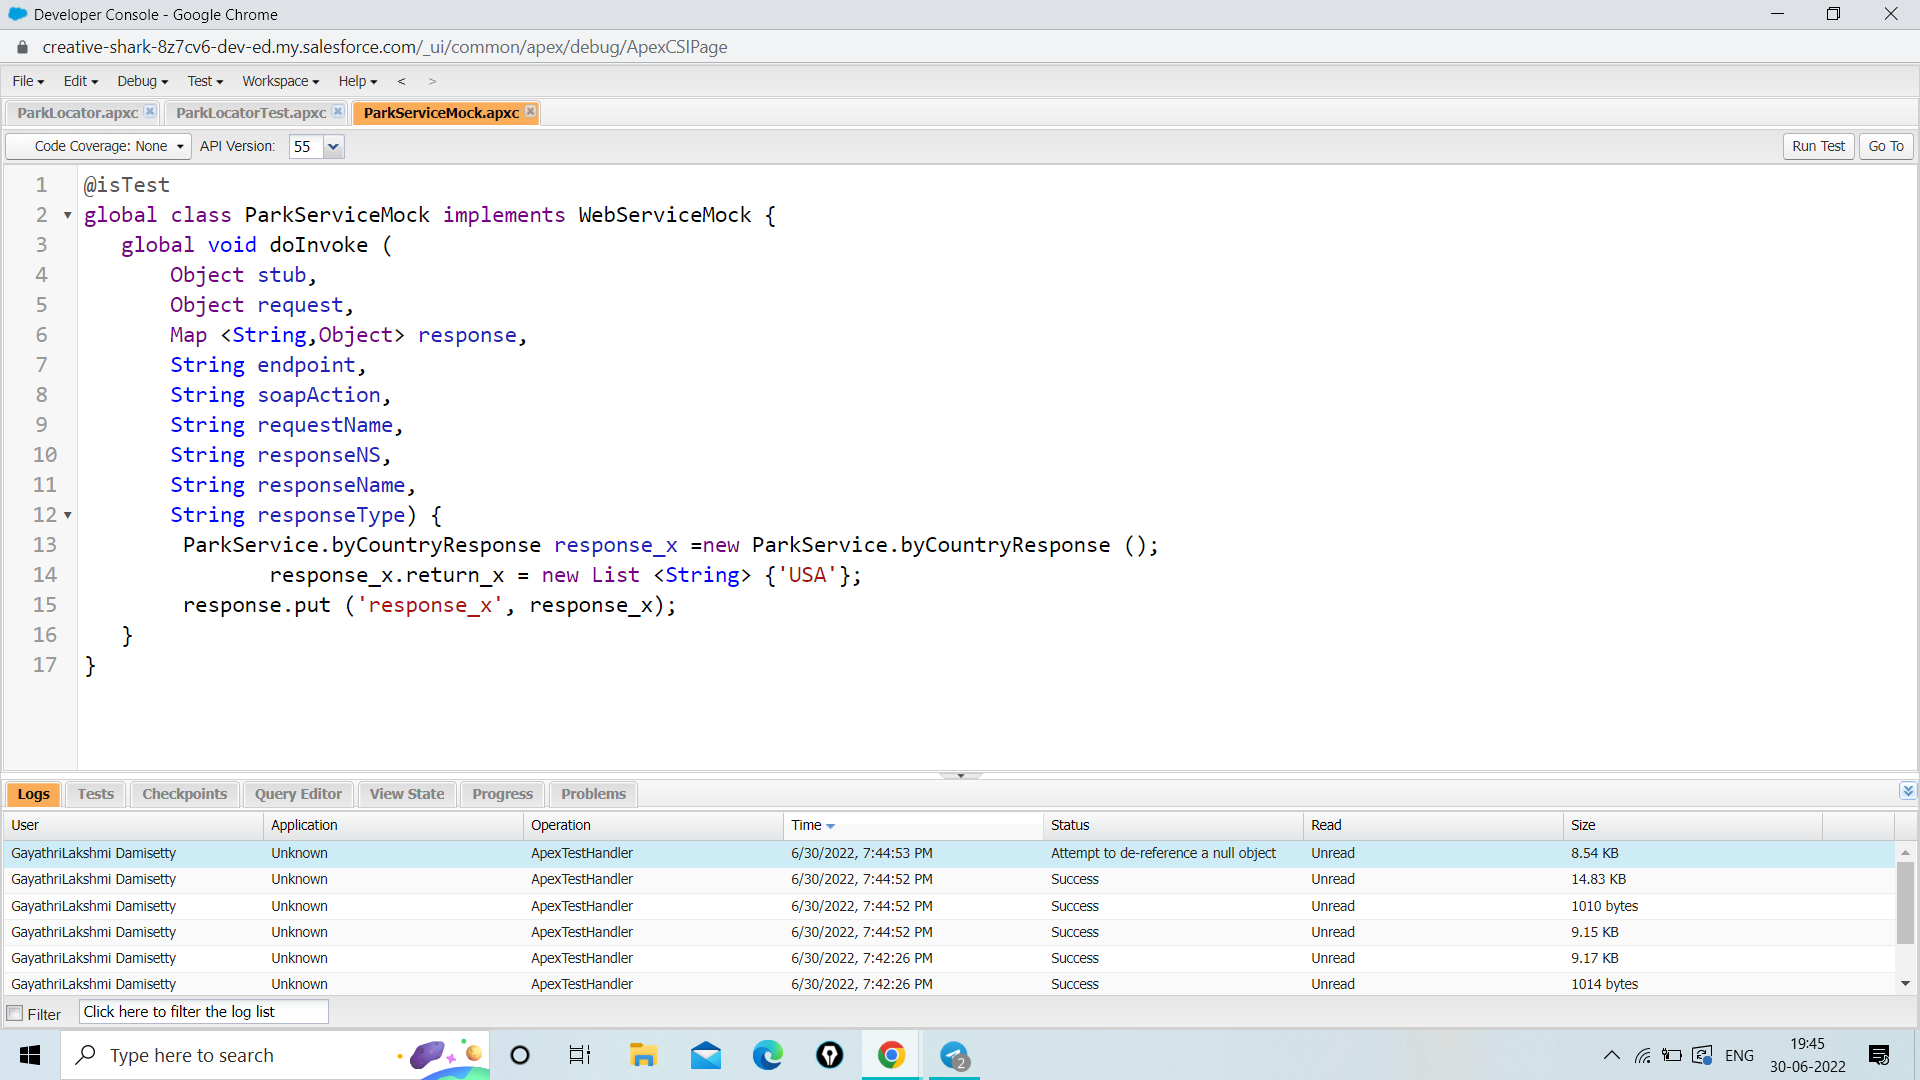 Developer Console - Google Chrome
creative-shark-8z7cv6-dev-ed.my.salesforce.com/_ui/common/apex/debug/ApexCSIPage
File Edit Debug Test Workspace Help < >
ParkLocator.apxc ParkLocatorTest.apxc ParkServiceMock.apxc
Code Coverage: None API Version: 55 Run Test Go To
1 @isTest
2 global class ParkServiceMock implements WebServiceMock {
3 global void doInvoke (
4 Object stub,
5 Object request,
6 Map <String,Object> response,
7 String endpoint,
8 String soapAction,
9 String requestName,
10 String responseNS,
11 String responseName,
12 String responseType) {
13 ParkService.byCountryResponse response_x =new ParkService.byCountryResponse ();
14 response_x.return_x = new List <String> {'USA'};
15 response.put ('response_x', response_x);
16 }
17 }
Logs Tests Checkpoints Query Editor View State Progress Problems
User Application Operation Time Status Read Size
GayathriLakshmi Damisetty Unknown ApexTestHandler 6/30/2022, 7:44:53 PM Attempt to de-reference a null object Unread 8.54 KB
GayathriLakshmi Damisetty Unknown ApexTestHandler 6/30/2022, 7:44:52 PM Success Unread 14.83 KB
GayathriLakshmi Damisetty Unknown ApexTestHandler 6/30/2022, 7:44:52 PM Success Unread 1010 bytes
GayathriLakshmi Damisetty Unknown ApexTestHandler 6/30/2022, 7:44:52 PM Success Unread 9.15 KB
GayathriLakshmi Damisetty Unknown ApexTestHandler 6/30/2022, 7:42:26 PM Success Unread 9.17 KB
GayathriLakshmi Damisetty Unknown ApexTestHandler 6/30/2022, 7:42:26 PM Success Unread 1014 bytes
Filter Click here to filter the log list
Type here to search 2 ENG 19:45
30-06-2022